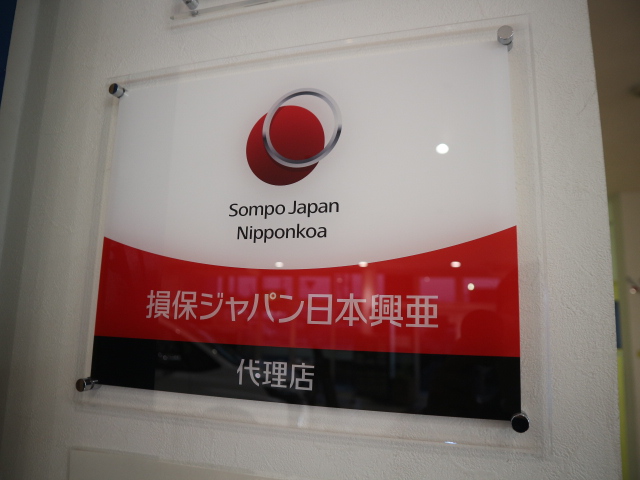 Sompo Japan
Nipponkoa
損保ジャパン日本興亜
代理店